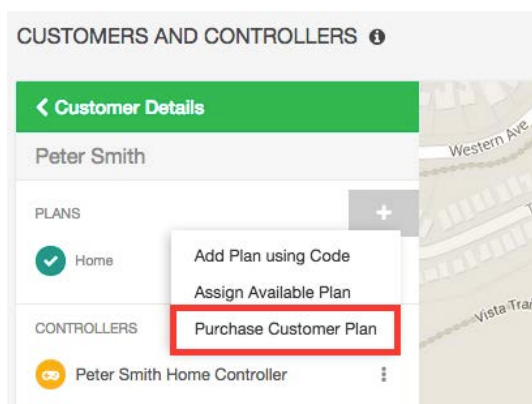 CUSTOMERS AND CONTROLLERS
Customer Details
Peter Smith
PLANS
Home
Add Plan using Code
Assign Available Plan
Purchase Customer Plan
CONTROLLERS
Peter Smith Home Controller
Western Ave
Vista Trai